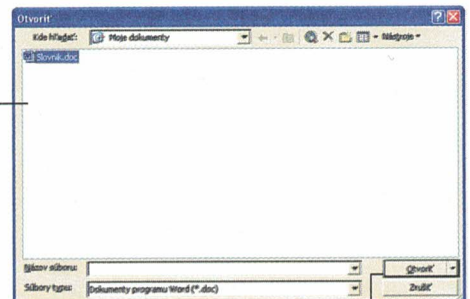 Otvoriť
Kde hľadať: Moje dokumenty Nástroje
Slovník.doc
Názov súboru: Otvoriť
Súbory typu: Dokumenty programu Word (*.doc) Zrušiť